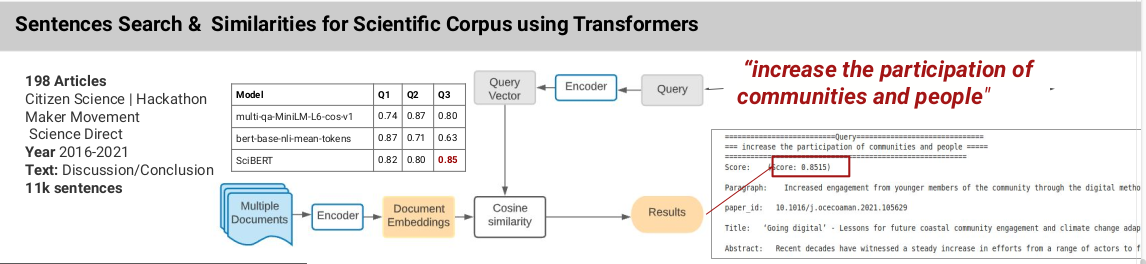 Sentences Search & Similarities for Scientific Corpus using Transformers
198 Articles
Citizen Science | Hackathon
Maker Movement
Science Direct
Year 2016-2021
Text: Discussion/Conclusion
11k sentences
Model Q1 Q2 Q3
multi-qa-MiniLM-L6-cos-v1 0.74 0.87 0.80
bert-base-nli-mean-tokens 0.87 0.71 0.63
SciBERT 0.82 0.80 0.85
Query
Vector
Encoder
Query
Multiple
Documents
Encoder
Document
Embeddings
Cosine
similarity
Results
“increase the participation of
communities and people"
==========================Query==============================
=== increase the participation of communities and people =====
=========================================================
Score: (Score: 0.8515)
Paragraph: Increased engagement from younger members of the community through the digital metho
paper_id: 10.1016/j.ocecoaman.2021.105629
Title: 'Going digital' - Lessons for future coastal community engagement and climate change adap
Abstract: Recent decades have witnessed a steady increase in efforts from a range of actors to f